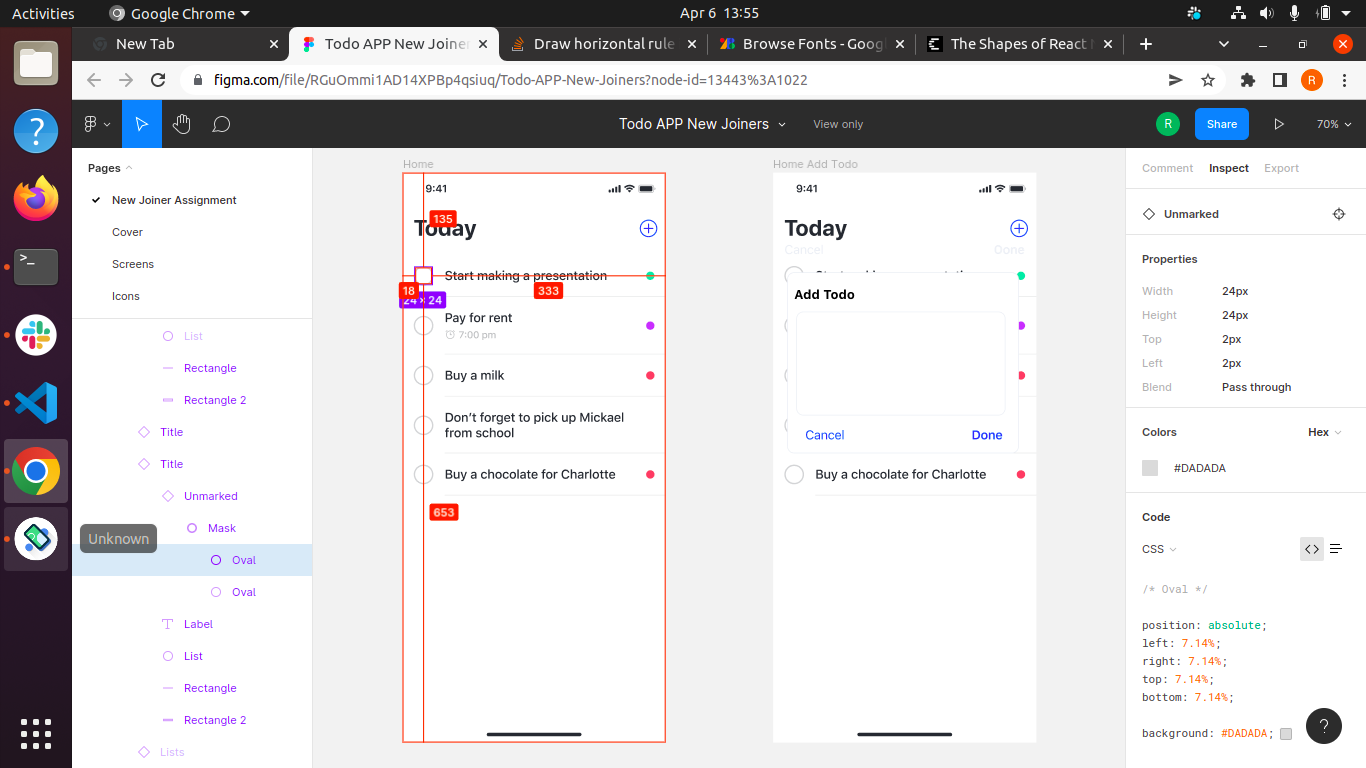 Activities
Google Chrome
Apr 6 13:55
New Tab
Todo APP New Joiner
Draw horizontal rule
Browse Fonts - Goog
The Shapes of React
figma.com/file/RGuOmmi1AD14XPBp4qsiuq/Todo-APP-New-Joiners?node-id=13443%3A1022
R
Todo APP New Joiners
View only
R
Share
70%
Pages
New Joiner Assignment
Cover
Screens
Icons
List
Rectangle
Rectangle 2
Title
Title
Unmarked
Mask
Oval
Oval
Label
List
Rectangle
Rectangle 2
Lists
Unknown
Home
9:41
135
Today
Start making a presentation
18
333
24 × 24
Pay for rent
7:00 pm
Buy a milk
Don't forget to pick up Mickael
from school
Buy a chocolate for Charlotte
653
Home Add Todo
9:41
Today
Cancel
Done
Add Todo
Cancel
Done
Buy a chocolate for Charlotte
Comment
Inspect
Export
Unmarked
Properties
Width 24px
Height 24px
Top 2px
Left 2px
Blend Pass through
Colors
Hex
#DADADA
Code
CSS
/* Oval */
position: absolute;
left: 7.14%;
right: 7.14%;
top: 7.14%;
bottom: 7.14%;
background: #DADADA;
?